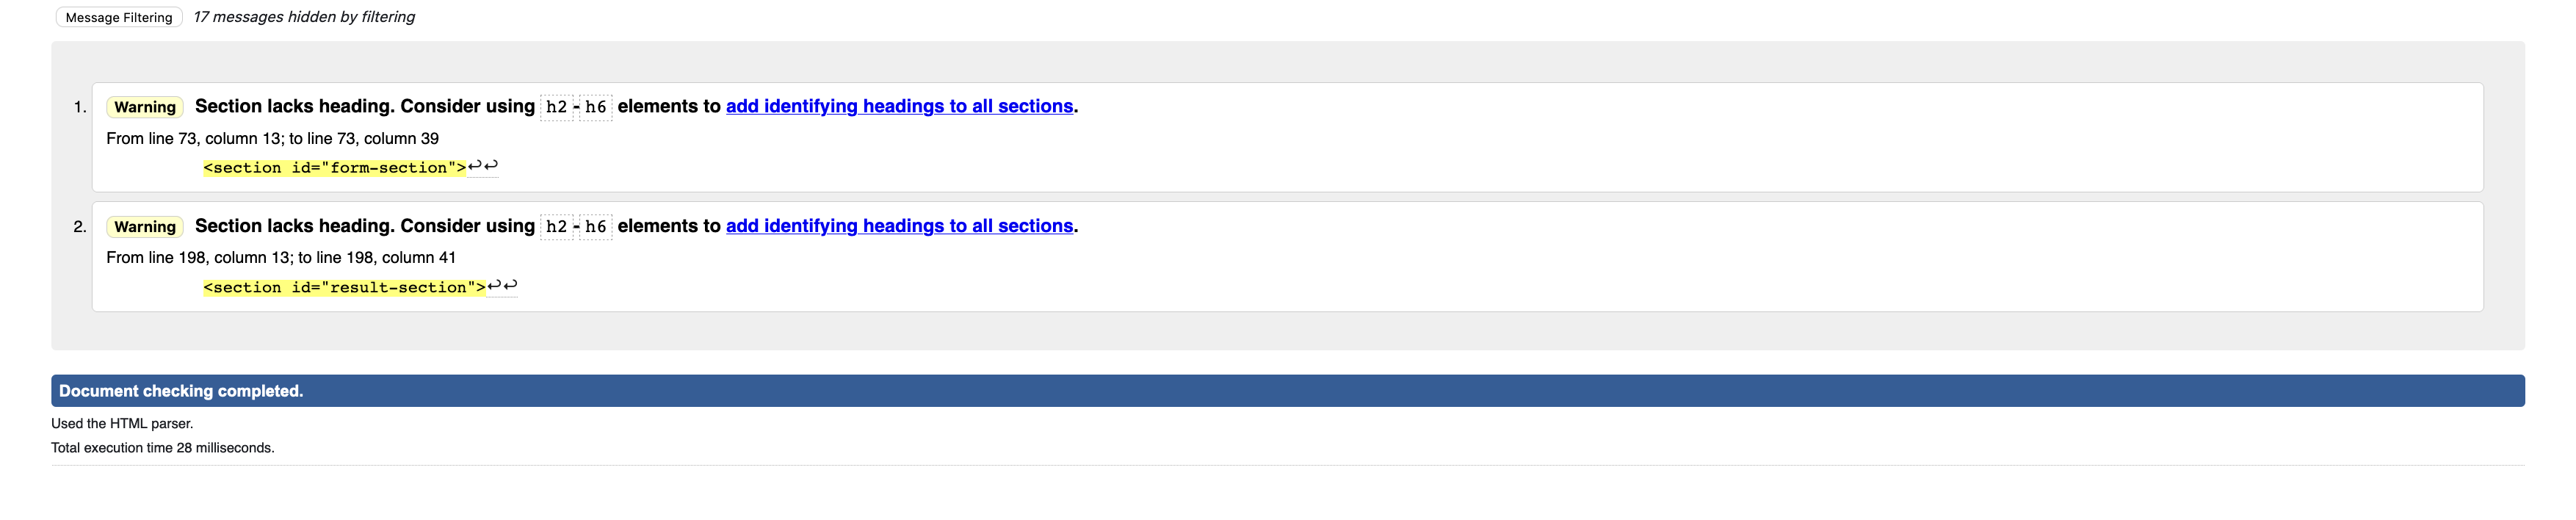 Message Filtering 17 messages hidden by filtering
1. Warning Section lacks heading. Consider using h2-h6 elements to add identifying headings to all sections.
From line 73, column 13; to line 73, column 39
<section id="form-section">↩↩
2. Warning Section lacks heading. Consider using h2-h6 elements to add identifying headings to all sections.
From line 198, column 13; to line 198, column 41
<section id="result-section">↩↩
Document checking completed.
Used the HTML parser.
Total execution time 28 milliseconds.